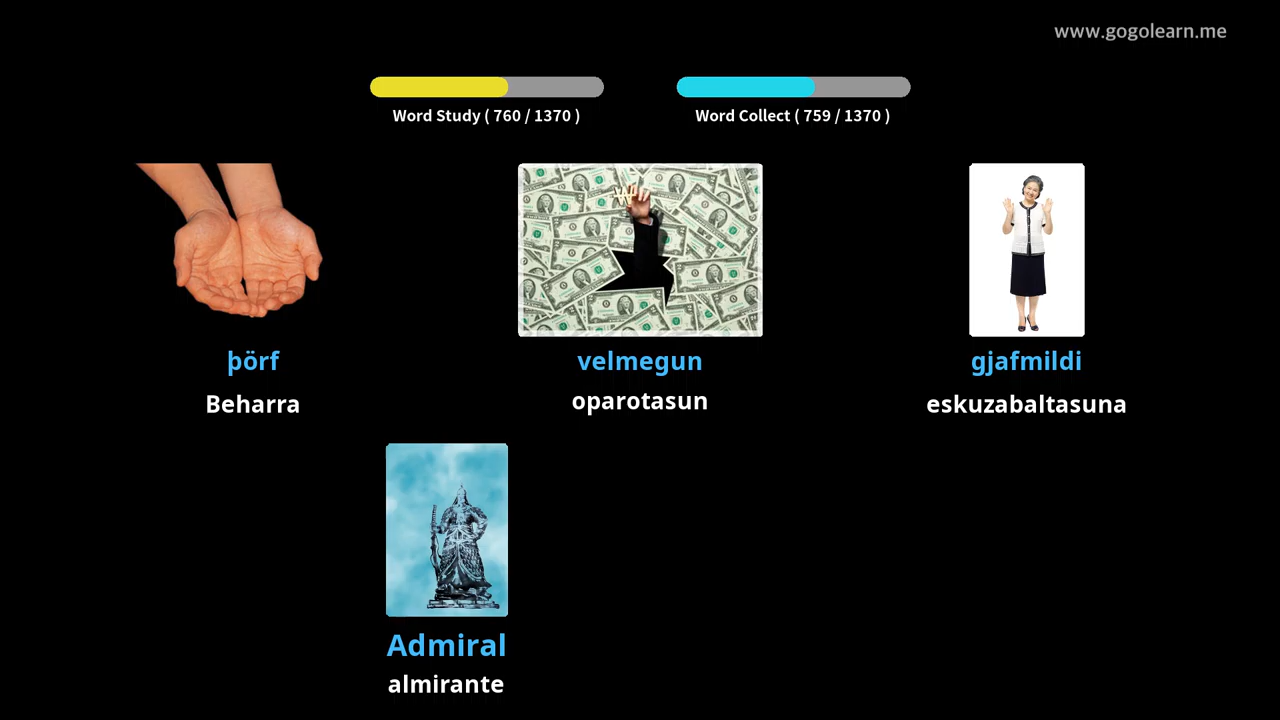 www.gogolearn.me
Word Study ( 760 / 1370 )
Word Collect ( 759 / 1370 )
þörf
Beharra
velmegun
oparotasun
gjafmildi
eskuzabaltasuna
Admiral
almirante